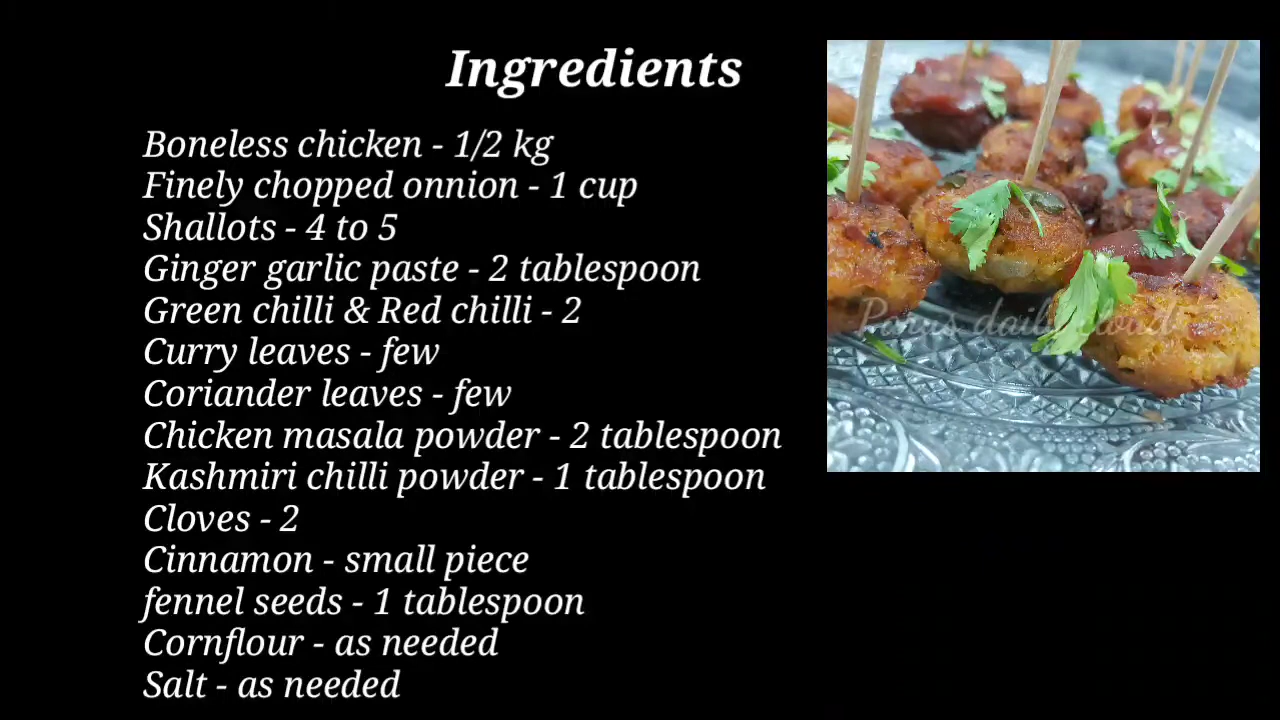 Ingredients
Boneless chicken - 1/2 kg
Finely chopped onnion - 1 cup
Shallots - 4 to 5
Ginger garlic paste - 2 tablespoon
Green chilli & Red chilli - 2
Curry leaves - few
Coriander leaves - few
Chicken masala powder - 2 tablespoon
Kashmiri chilli powder - 1 tablespoon
Cloves - 2
Cinnamon - small piece
fennel seeds - 1 tablespoon
Cornflour - as needed
Salt - as needed
daily